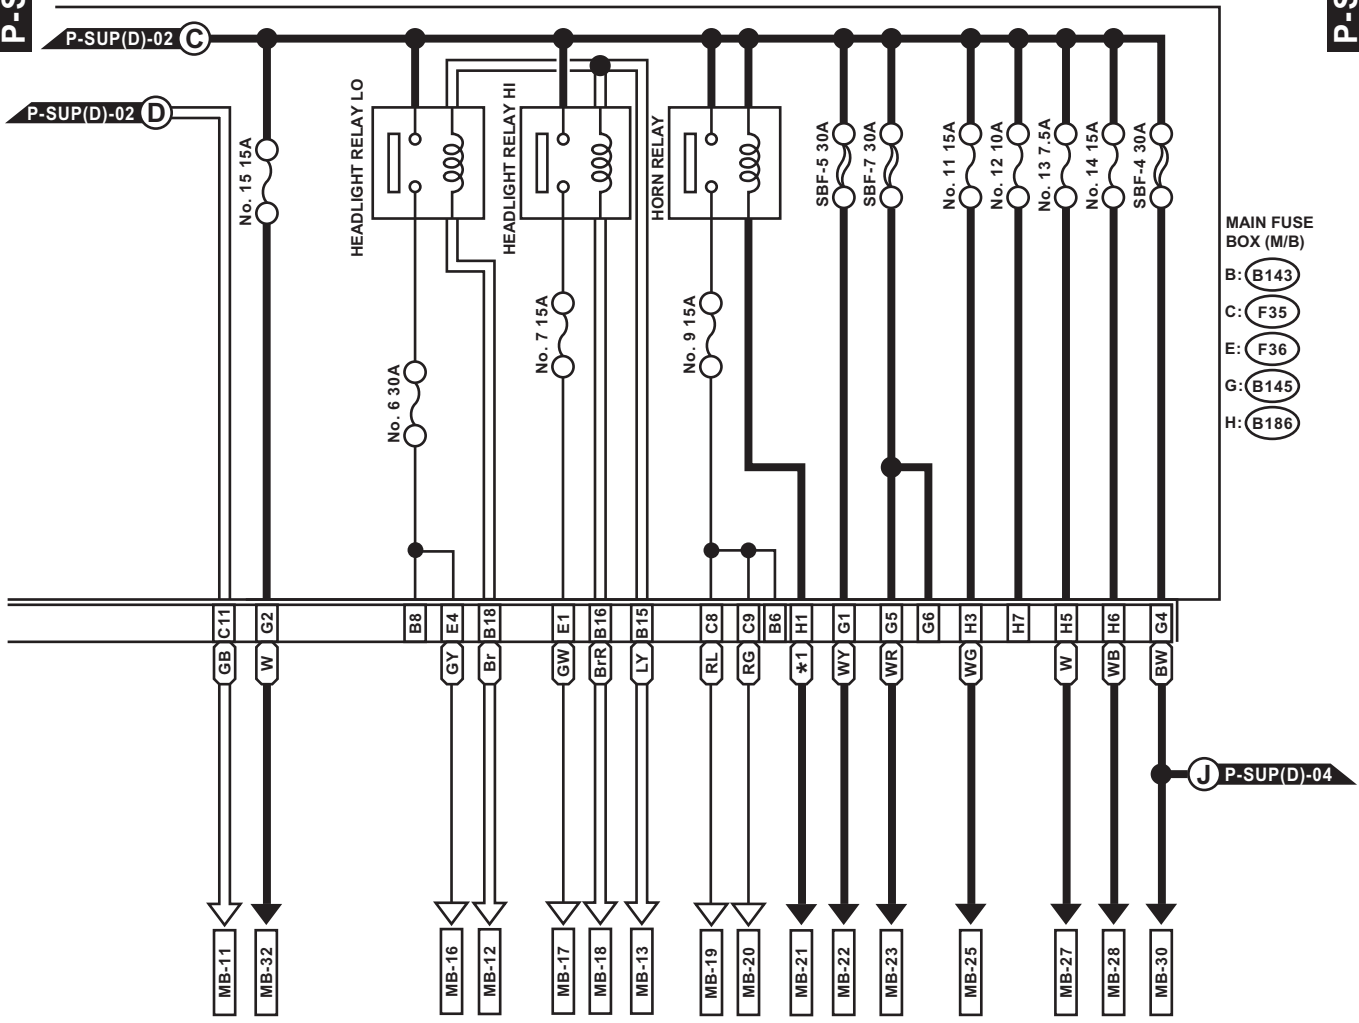 P-S
P-S
P-SUP(D)-02 C
P-SUP(D)-02 D
No. 15 15A
HEADLIGHT RELAY LO
HEADLIGHT RELAY HI
HORN RELAY
SBF-5 30A
SBF-7 30A
No. 11 15A
No. 12 10A
No. 13 7.5A
No. 14 15A
SBF-4 30A
No. 6 30A
No. 7 15A
No. 9 15A
MAIN FUSE
BOX (M/B)
B: B143
C: F35
E: F36
G: B145
H: B186
C11 G2 B8 E4 B18 E1 B16 B15 C8 C9 B6 H1 G1 G5 G6 H3 H7 H5 H6 G4
GB W GY Br GW BrR LY RL RG *1 WY WR WG W WB BW
J P-SUP(D)-04
MB-11 MB-32 MB-16 MB-12 MB-17 MB-18 MB-13 MB-19 MB-20 MB-21 MB-22 MB-23 MB-25 MB-27 MB-28 MB-30